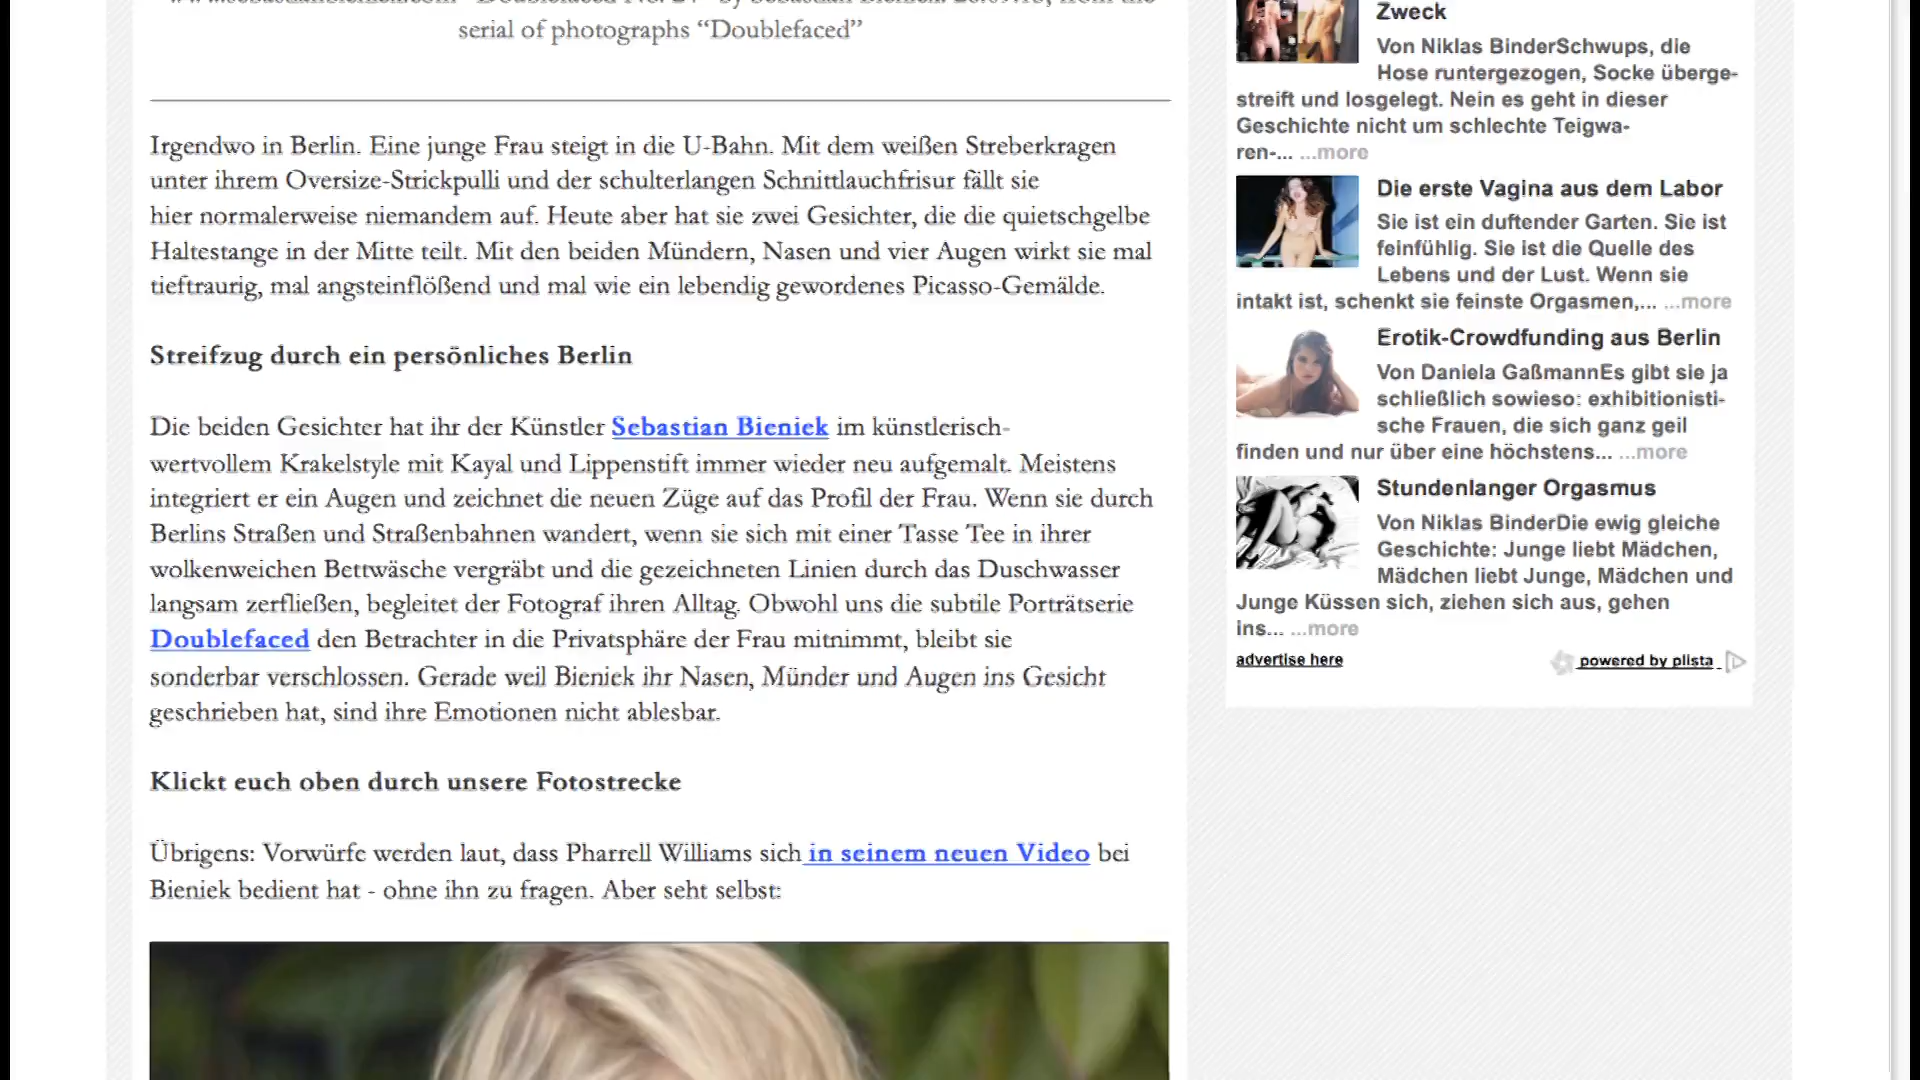 serial of photographs “Doublefaced”
Irgendwo in Berlin. Eine junge Frau steigt in die U-Bahn. Mit dem weißen Streberkragen
unter ihrem Oversize-Strickpulli und der schulterlangen Schnittlauchfrisur fällt sie
hier normalerweise niemandem auf. Heute aber hat sie zwei Gesichter, die die quietschgelbe
Haltestange in der Mitte teilt. Mit den beiden Mündern, Nasen und vier Augen wirkt sie mal
tieftraurig, mal angsteinflößend und mal wie ein lebendig gewordenes Picasso-Gemälde.
Streifzug durch ein persönliches Berlin
Die beiden Gesichter hat ihr der Künstler Sebastian Bieniek im künstlerisch-
wertvollem Krakelstyle mit Kayal und Lippenstift immer wieder neu aufgemalt. Meistens
integriert er ein Augen und zeichnet die neuen Züge auf das Profil der Frau. Wenn sie durch
Berlins Straßen und Straßenbahnen wandert, wenn sie sich mit einer Tasse Tee in ihrer
wolkenweichen Bettwäsche vergräbt und die gezeichneten Linien durch das Duschwasser
langsam zerfließen, begleitet der Fotograf ihren Alltag. Obwohl uns die subtile Porträtserie
Doublefaced den Betrachter in die Privatsphäre der Frau mitnimmt, bleibt sie
sonderbar verschlossen. Gerade weil Bieniek ihr Nasen, Münder und Augen ins Gesicht
geschrieben hat, sind ihre Emotionen nicht ablesbar.
Klickt euch oben durch unsere Fotostrecke
Übrigens: Vorwürfe werden laut, dass Pharrell Williams sich in seinem neuen Video bei
Bieniek bedient hat - ohne ihn zu fragen. Aber seht selbst:
Zweck
Von Niklas BinderSchwups, die
Hose runtergezogen, Socke überge-
streift und losgelegt. Nein es geht in dieser
Geschichte nicht um schlechte Teigwa-
ren-... ...more
Die erste Vagina aus dem Labor
Sie ist ein duftender Garten. Sie ist
feinfühlig. Sie ist die Quelle des
Lebens und der Lust. Wenn sie
intakt ist, schenkt sie feinste Orgasmen,... ...more
Erotik-Crowdfunding aus Berlin
Von Daniela GaßmannEs gibt sie ja
schließlich sowieso: exhibitionisti-
sche Frauen, die sich ganz geil
finden und nur über eine höchstens... ...more
Stundenlanger Orgasmus
Von Niklas BinderDie ewig gleiche
Geschichte: Junge liebt Mädchen,
Mädchen liebt Junge, Mädchen und
Junge Küssen sich, ziehen sich aus, gehen
ins... ...more
advertise here
powered by plista